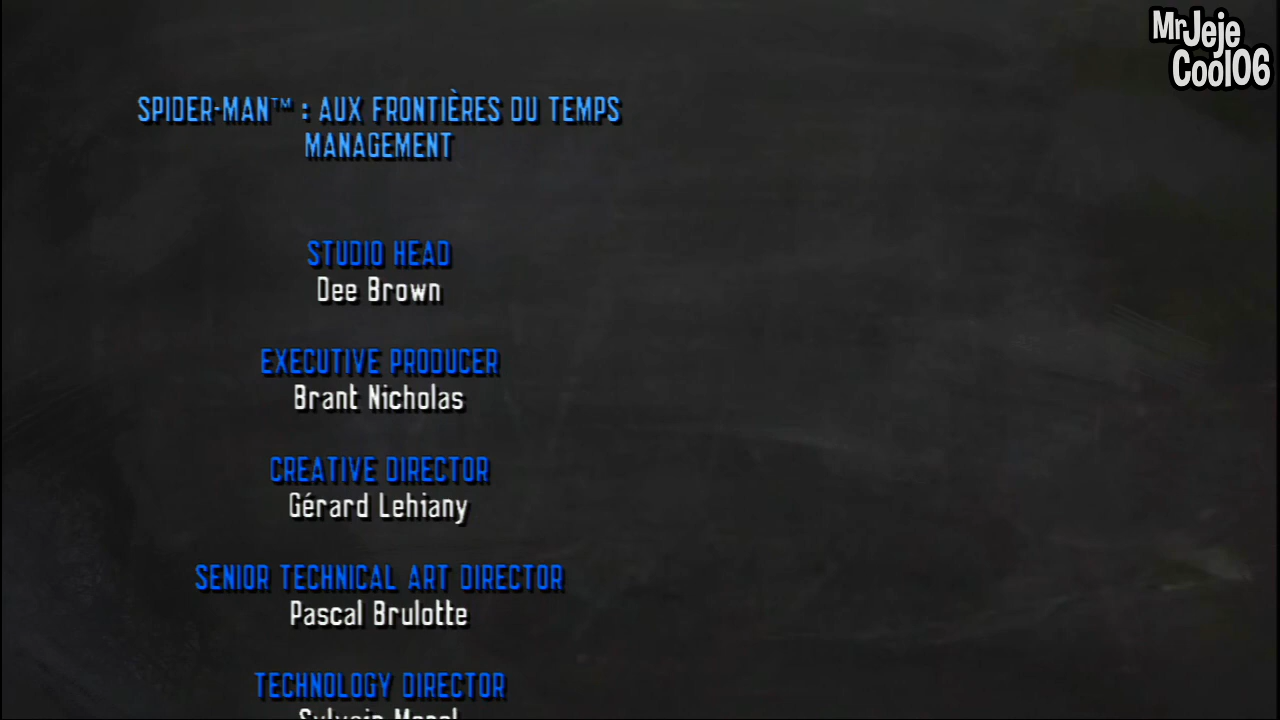 MrJeje
Cool06
SPIDER-MAN™ : AUX FRONTIÈRES DU TEMPS
MANAGEMENT
STUDIO HEAD
Dee Brown
EXECUTIVE PRODUCER
Brant Nicholas
CREATIVE DIRECTOR
Gérard Lehiany
SENIOR TECHNICAL ART DIRECTOR
Pascal Brulotte
TECHNOLOGY DIRECTOR